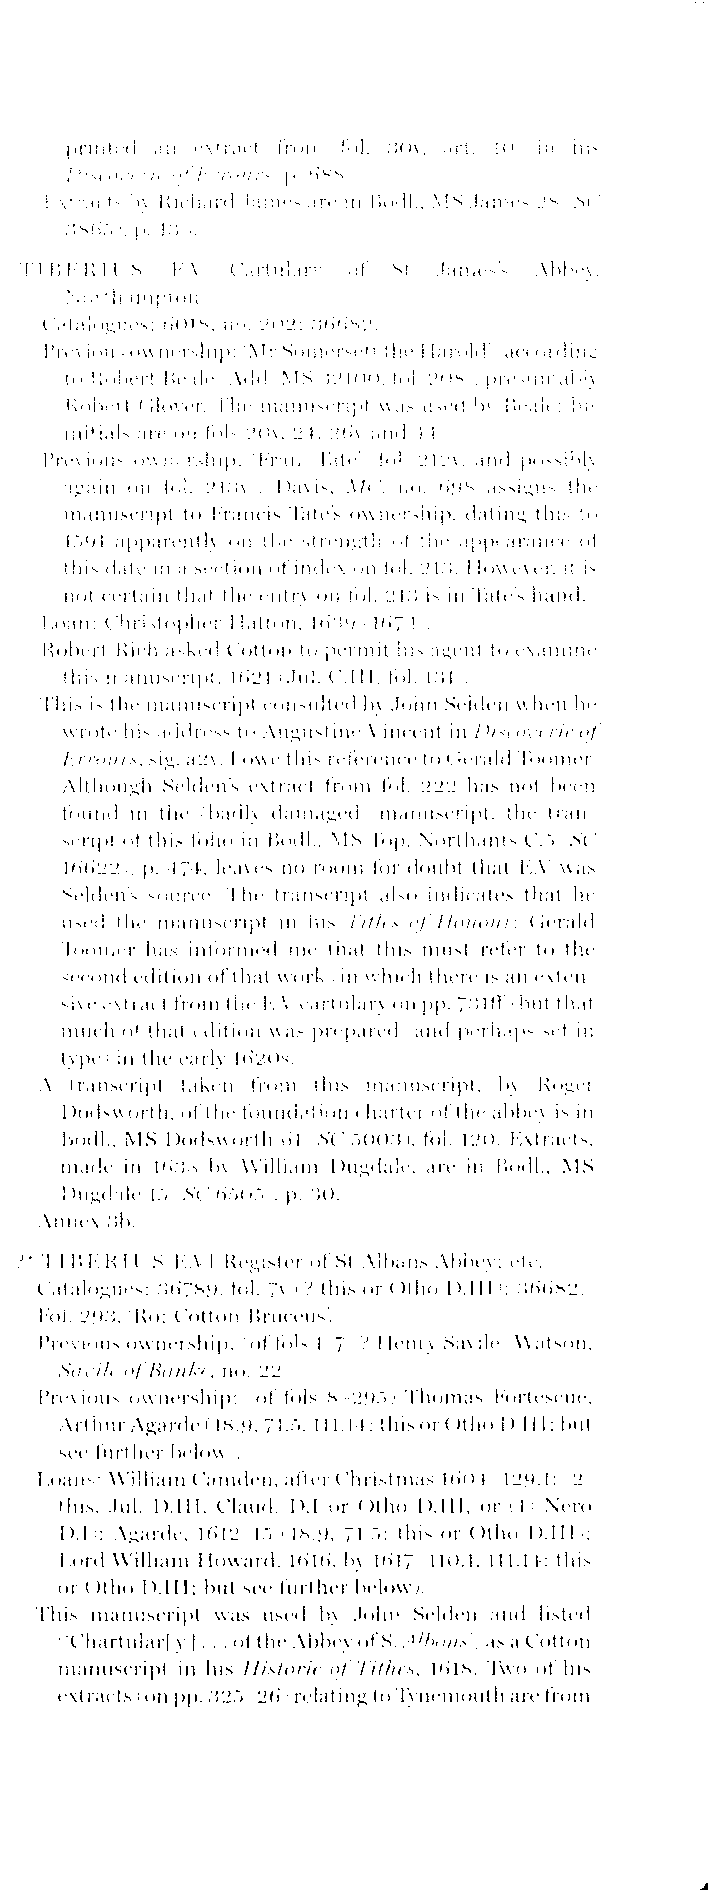 printed an extract from fol. 30v, art. 10, in his
Discoverie of Errours, p. 688.
Extracts by Richard James are in Bodl., MS James 28 (SC
3865), p. 133.
TIBERIUS EV Cartulary of St James's Abbey,
Northampton
Catalogues: 6018, no. 202; 36682.
Previous ownership: 'Mr Somersett the Harold' according
to Robert Beale (Add. MS 32100, fol. 208), presumably
Robert Glover. The manuscript was used by Beale: his
initials are on fols 20v, 24, 26v and 44.
Previous ownership: 'Fran: Tate' (fol. 212v, and possibly
again on fol. 213v). Davis, MC, no. 698 assigns the
manuscript to Francis Tate's ownership, dating this to
1591 apparently on the strength of the appearance of
this date in a section of index on fol. 213. However, it is
not certain that the entry on fol. 213 is in Tate's hand.
Loan: Christopher Hatton, 1639 (1674).
Robert Rich asked Cotton to permit his agent to examine
this manuscript, 1621 (Jul. C.III, fol. 131).
This is the manuscript consulted by John Selden when he
wrote his address to Augustine Vincent in Discoverie of
Errours, sig. a2v. I owe this reference to Gerald Toomer.
Although Selden's extract from fol. 222 has not been
found in the (badly damaged) manuscript, the tran-
script of this folio in Bodl., MS Top. Northants C.5 (SC
16622), p. 474, leaves no room for doubt that EV was
Selden's source. The transcript also indicates that he
used the manuscript in his Titles of Honour: Gerald
Toomer has informed me that this must refer to the
second edition of that work (in which there is an exten-
sive extract from the EV cartulary on pp. 731ff) but that
much of that edition was prepared (and perhaps set in
type) in the early 1620s.
A transcript taken from this manuscript, by Roger
Dodsworth, of the foundation charter of the abbey is in
Bodl., MS Dodsworth 61 (SC 5003), fol. 120. Extracts,
made in 1638 by William Dugdale, are in Bodl., MS
Dugdale 15 (SC 6505), p. 30.
Annex 3b.
TIBERIUS EVI Register of St Albans Abbey; etc.
Catalogues: 36789, fol. 7v (? this or Otho D.III); 36682.
Fol. 293, 'Ro: Cotton Bruceus'.
Previous ownership: (of fols 1–7) ? Henry Savile (Watson,
Savile of Banke, no. 22)
Previous ownership: (of fols 8–295) Thomas Fortescue,
Arthur Agarde (48.9, 71.5, 111.14: this or Otho D.III; but
see further below).
Loans: William Camden, after Christmas 1604 (129.1: (2)
this, Jul. D.III, Claud. D.I or Otho D.III, or (1) Nero
D.I); Agarde, 1612–15 (48.9, 71.5: this or Otho D.III);
Lord William Howard, 1616, by 1617 (110.1, 111.14: this
or Otho D.III; but see further below).
This manuscript was used by John Selden and listed
('Chartular[y] . . . of the Abbey of S. Albans', as a Cotton
manuscript in his Historie of Tithes, 1618. Two of his
extracts (on pp. 325–26) relating to Tynemouth are from